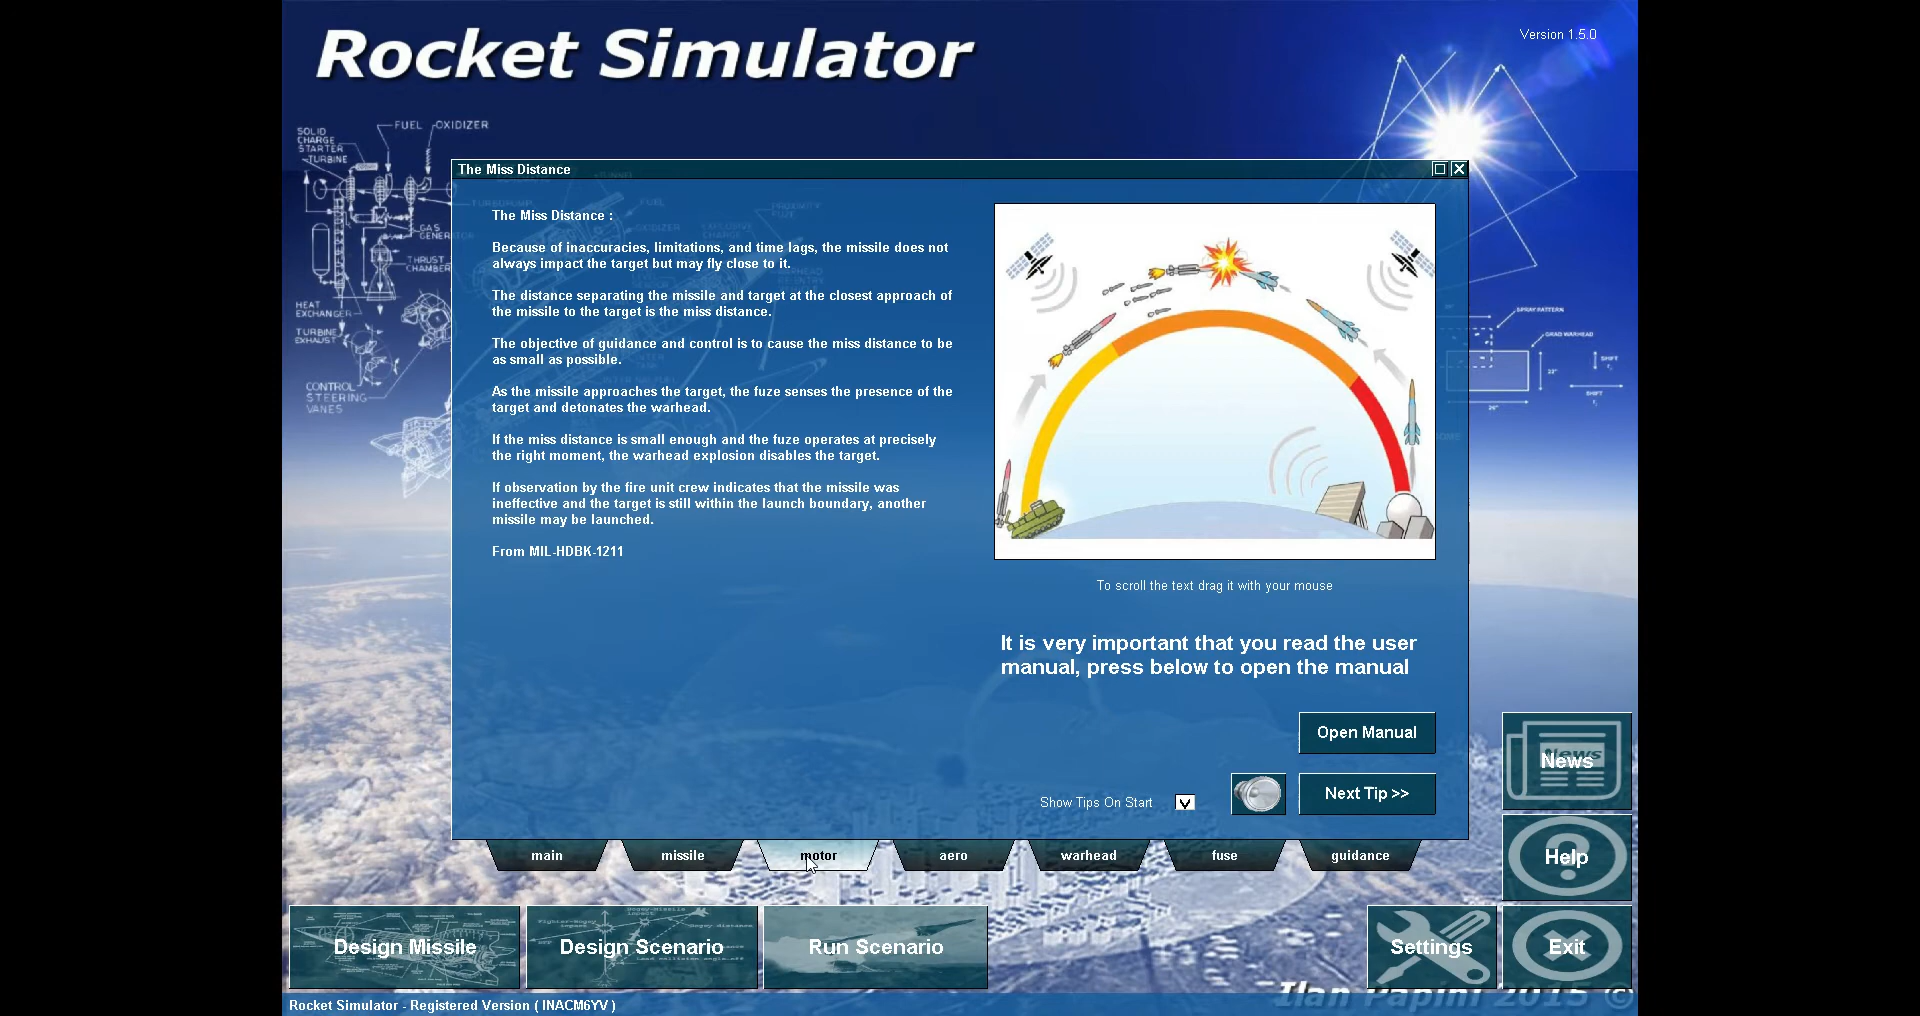 Rocket Simulator
Version 1.5.0
FUEL OXIDIZER
SOLID
CHARGE
STARTER
TURBINE
GAS
GENER
THRUST
CHAMBER
HEAT
EXCHANGER
TURBINE
EXHAUST
CONTROL
STEERING
VANES
SPRAY PATTERN
GRAD WARHEAD
SHIFT
SHIFT
The Miss Distance
The Miss Distance :
Because of inaccuracies, limitations, and time lags, the missile does not
always impact the target but may fly close to it.
The distance separating the missile and target at the closest approach of
the missile to the target is the miss distance.
The objective of guidance and control is to cause the miss distance to be
as small as possible.
As the missile approaches the target, the fuze senses the presence of the
target and detonates the warhead.
If the miss distance is small enough and the fuze operates at precisely
the right moment, the warhead explosion disables the target.
If observation by the fire unit crew indicates that the missile was
ineffective and the target is still within the launch boundary, another
missile may be launched.
From MIL-HDBK-1211
To scroll the text drag it with your mouse
It is very important that you read the user
manual, press below to open the manual
Open Manual
Show Tips On Start
Next Tip >>
main missile motor aero warhead fuse guidance
News
Help
Design Missile Design Scenario Run Scenario Settings Exit
Ilan Papini 2015 ©
Rocket Simulator - Registered Version ( INACM6YV )